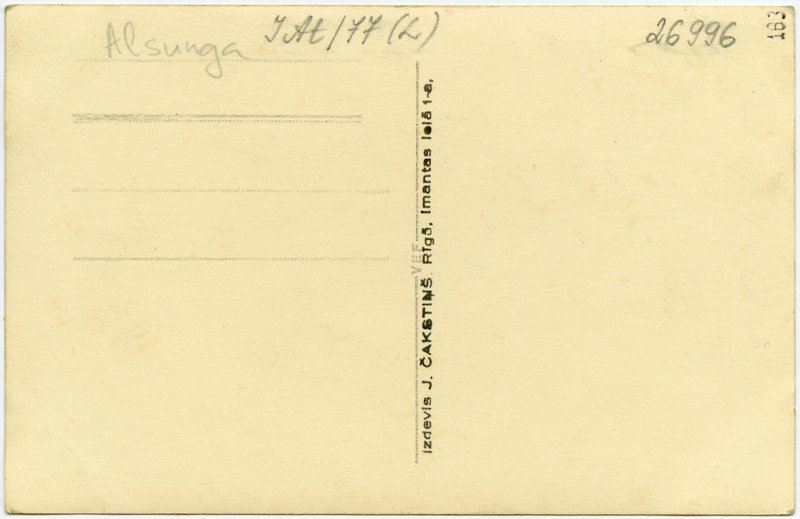 Alsunga
IAt/77 (L)
26996
163
Izdevis J. ČAKSTIŅŠ. Rīgā, Imantas ielā 1-a,
VEF